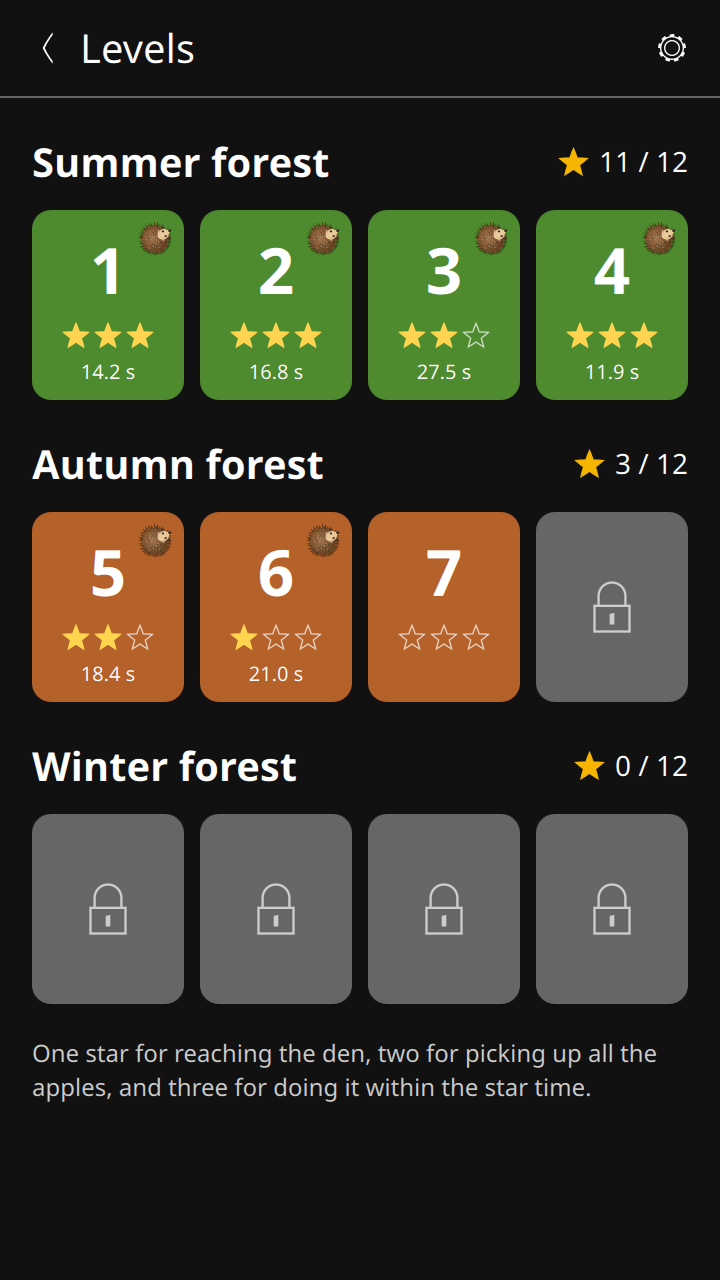 Levels
Summer forest 11 / 12
1 2 3 4
14.2 s 16.8 s 27.5 s 11.9 s
Autumn forest 3 / 12
5 6 7
18.4 s 21.0 s
Winter forest 0 / 12
One star for reaching the den, two for picking up all the
apples, and three for doing it within the star time.